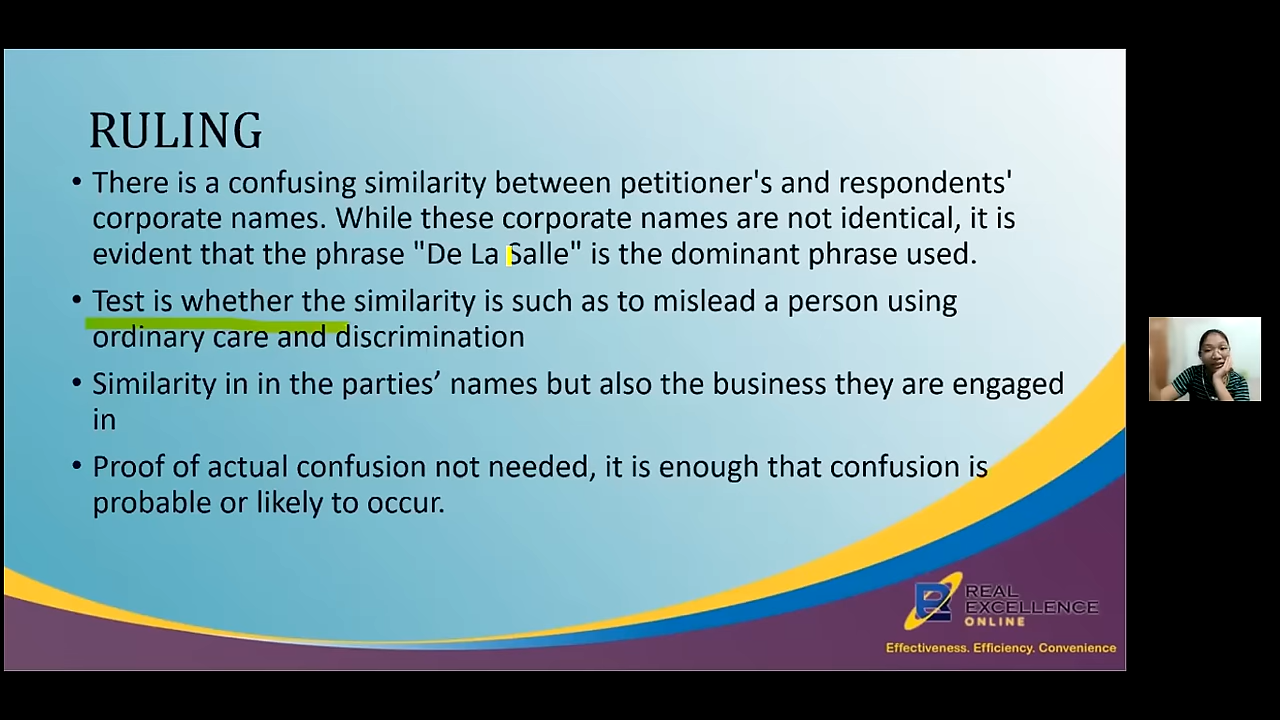 RULING
• There is a confusing similarity between petitioner's and respondents'
corporate names. While these corporate names are not identical, it is
evident that the phrase "De La Salle" is the dominant phrase used.
• Test is whether the similarity is such as to mislead a person using
ordinary care and discrimination
• Similarity in in the parties’ names but also the business they are engaged
in
• Proof of actual confusion not needed, it is enough that confusion is
probable or likely to occur.
REAL
EXCELLENCE
ONLINE
Effectiveness. Efficiency. Convenience